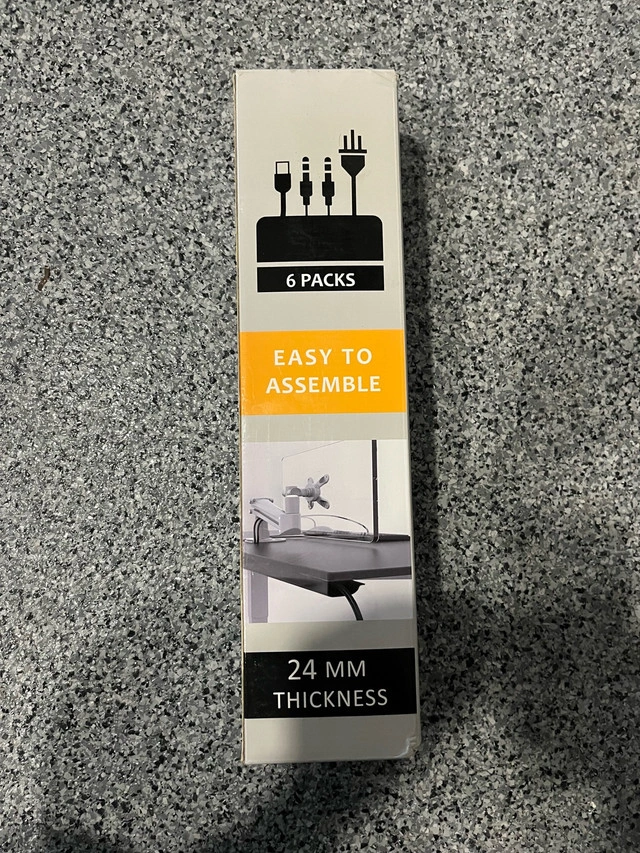 6 PACKS
EASY TO
ASSEMBLE
24 MM
THICKNESS